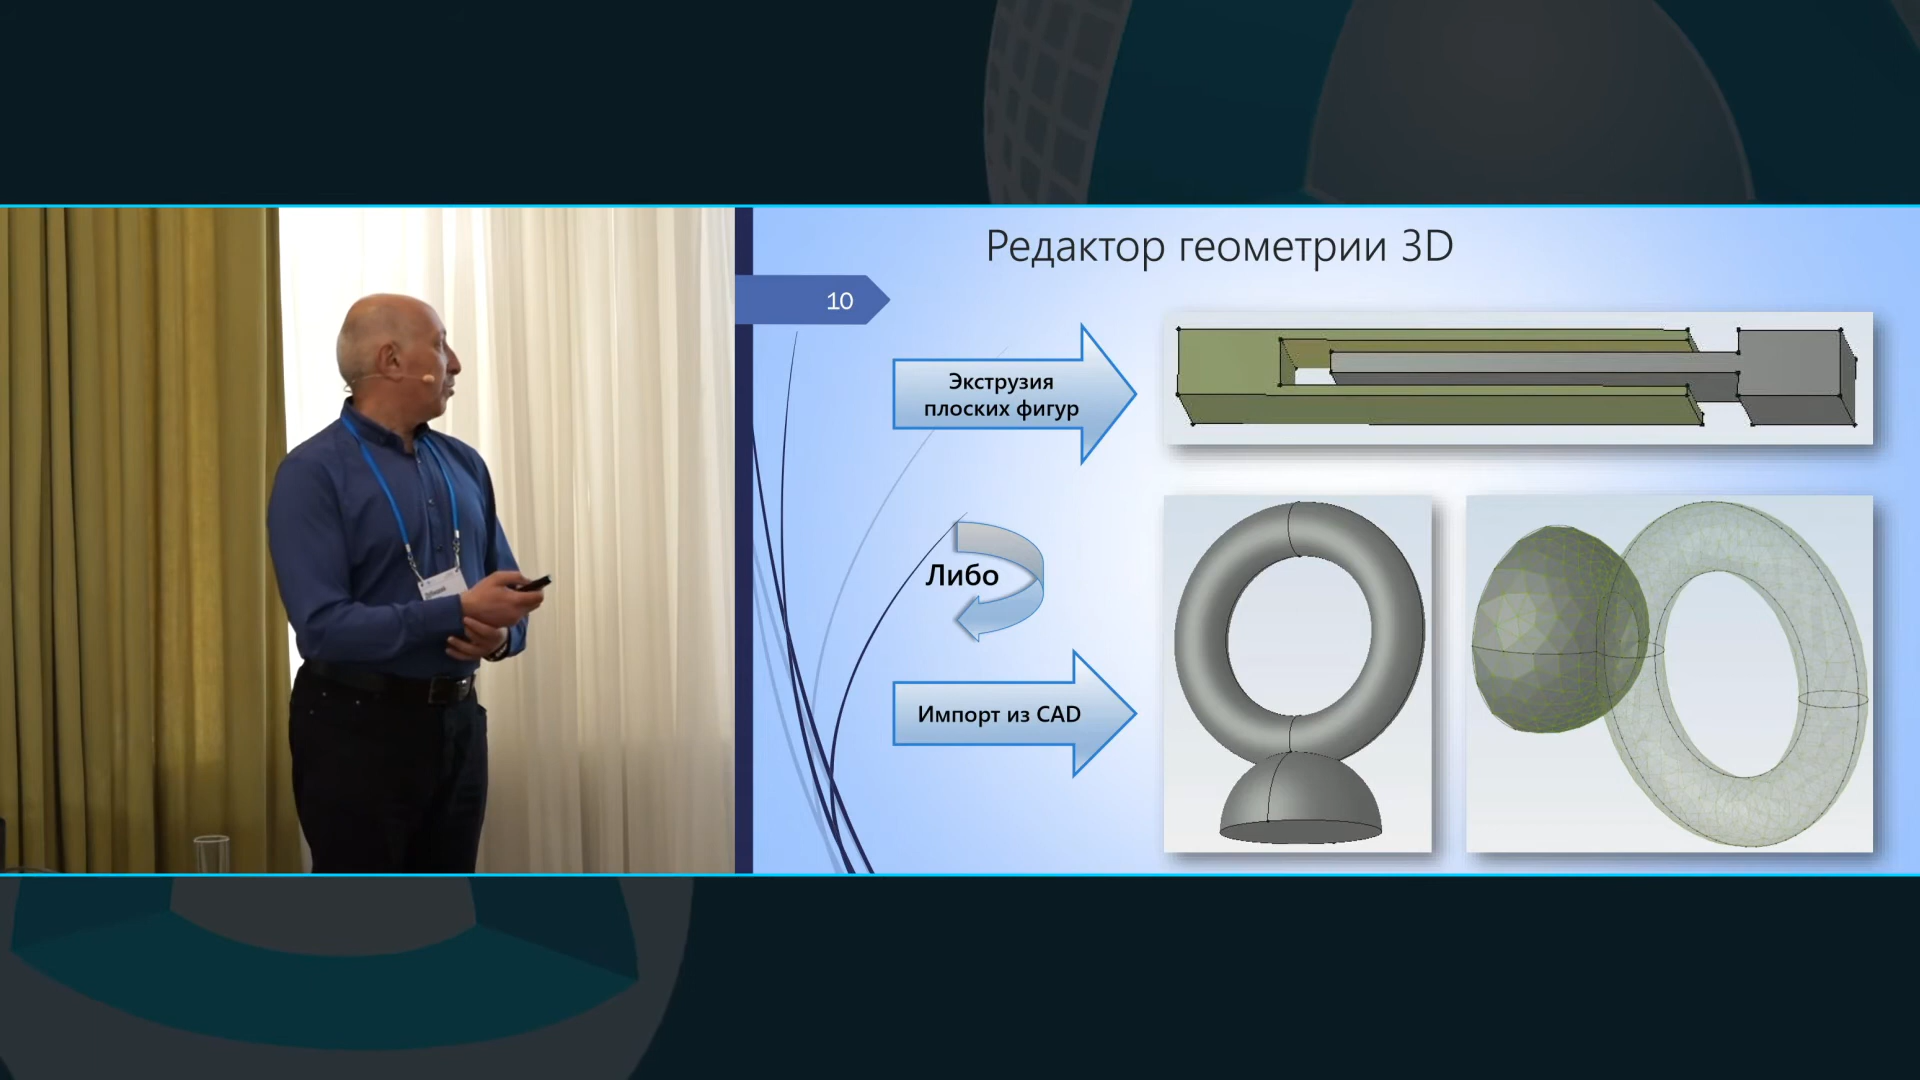 Редактор геометрии 3D
10
Экструзия
плоских фигур
Либо
Импорт из CAD